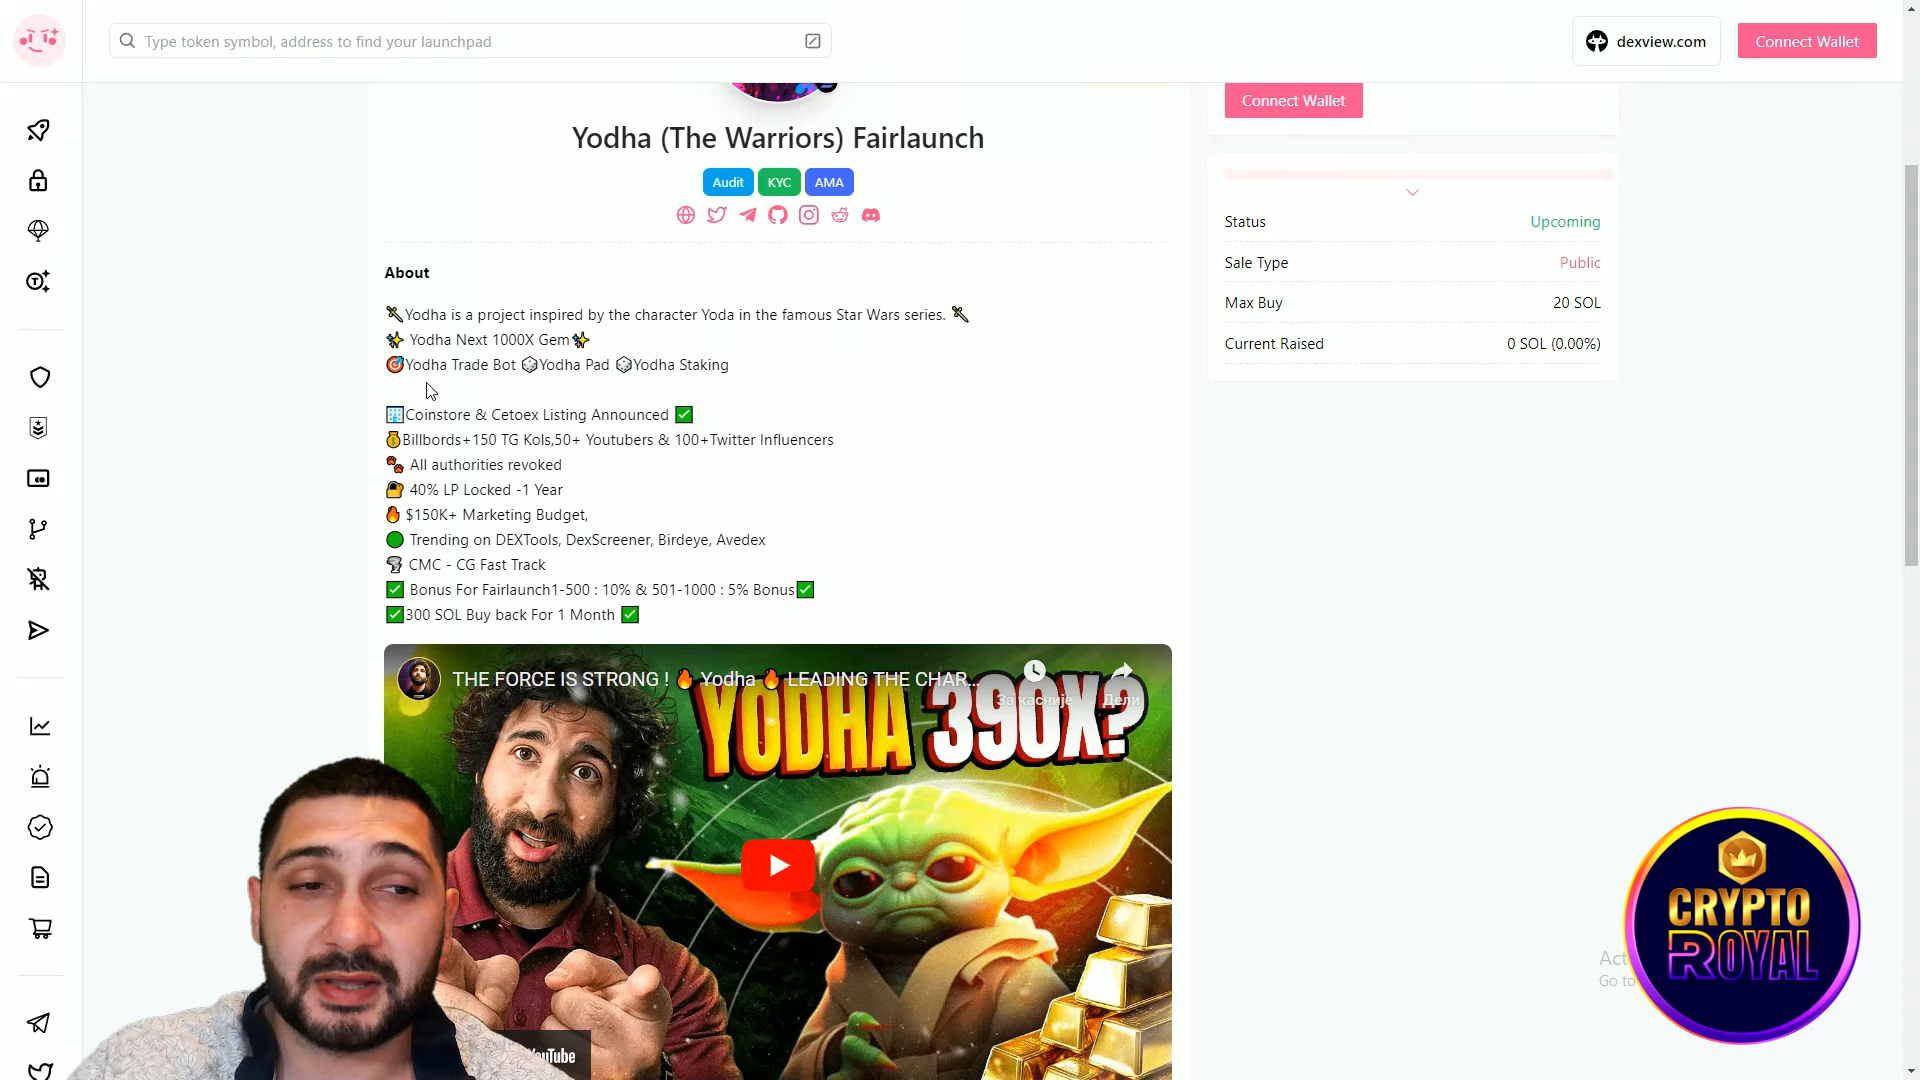 Type token symbol, address to find your launchpad
dexview.com
Connect Wallet
Connect Wallet
Yodha (The Warriors) Fairlaunch
Audit KYC AMA
About
Yodha is a project inspired by the character Yoda in the famous Star Wars series.
Yodha Next 1000X Gem
Yodha Trade Bot Yodha Pad Yodha Staking
Coinstore & Cetoex Listing Announced
Billbords+150 TG Kols,50+ Youtubers & 100+Twitter Influencers
All authorities revoked
40% LP Locked -1 Year
$150K+ Marketing Budget,
Trending on DEXTools, DexScreener, Birdeye, Avedex
CMC - CG Fast Track
Bonus For Fairlaunch1-500 : 10% & 501-1000 : 5% Bonus
300 SOL Buy back For 1 Month
Status Upcoming
Sale Type Public
Max Buy 20 SOL
Current Raised 0 SOL (0.00%)
THE FORCE IS STRONG ! Yodha LEADING THE CHAR...
За касније Дели
YODHA 390X?
YouTube
CRYPTO
ROYAL
Act
Go to